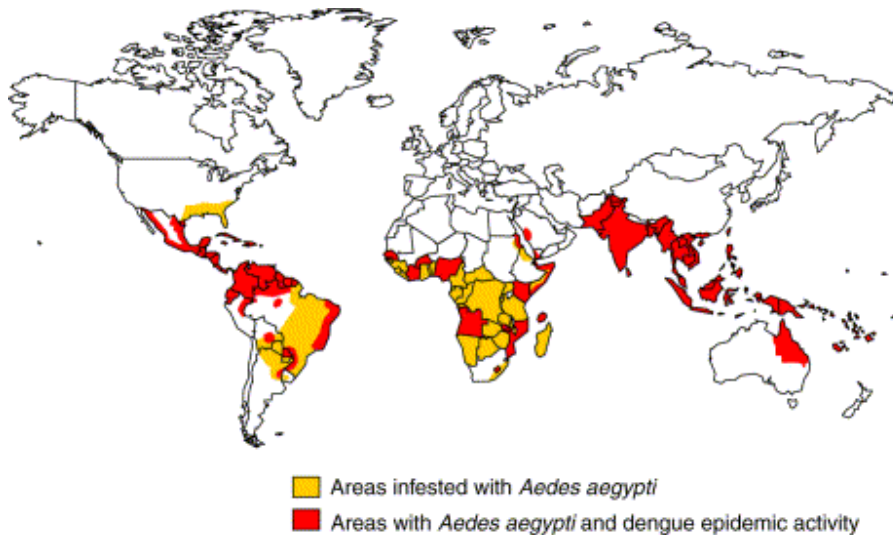 Areas infested with Aedes aegypti
Areas with Aedes aegypti and dengue epidemic activity